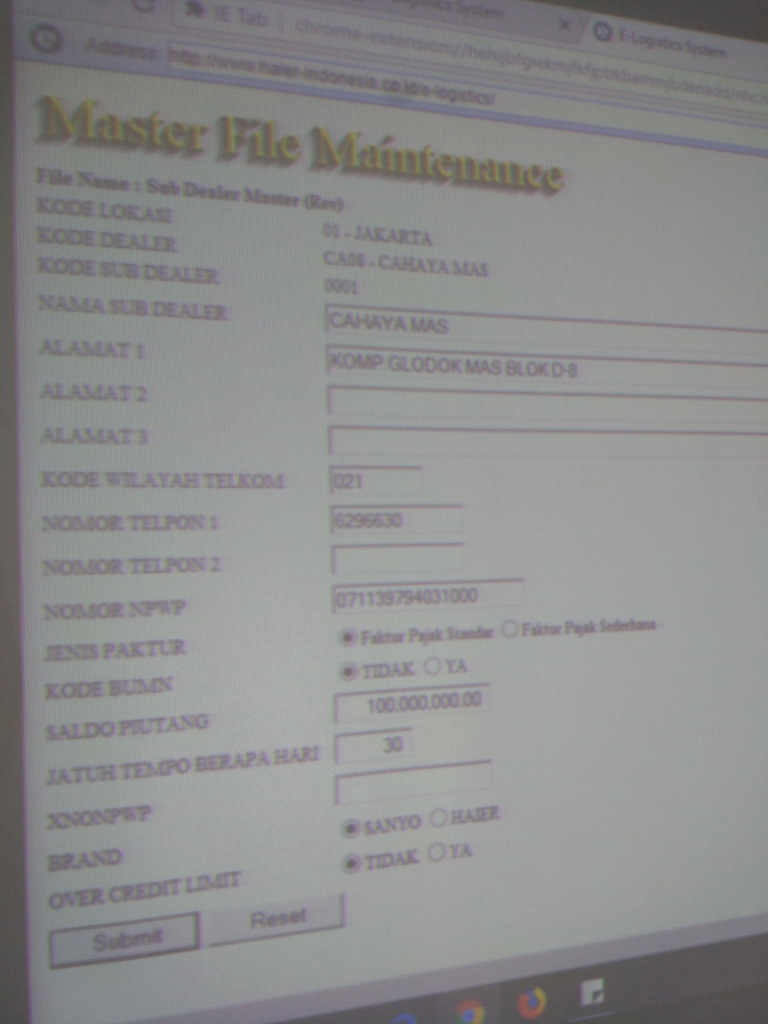 Logistics System
E-Logistics System
IE Tab
Address: http://www.haier-indonesia.co.id/e-logistics/
Master File Maintenance
File Name : Sub Dealer Master (Rev)
KODE LOKASI 01 - JAKARTA
KODE DEALER CA08 - CAHAYA MAS
KODE SUB DEALER 0001
NAMA SUB DEALER CAHAYA MAS
ALAMAT 1 KOMP.GLODOK MAS BLOK D-8
ALAMAT 2
ALAMAT 3
KODE WILAYAH TELKOM 021
NOMOR TELPON 1 6296630
NOMOR TELPON 2
NOMOR NPWP 071139794031000
JENIS PAKTUR Faktur Pajak Standar Faktur Pajak Sederhana
KODE BUMN TIDAK YA
SALDO PIUTANG 100.000.000.00
JATUH TEMPO BERAPA HARI 30
XNONPWP
BRAND SANYO HAIER
OVER CREDIT LIMIT TIDAK YA
Submit Reset